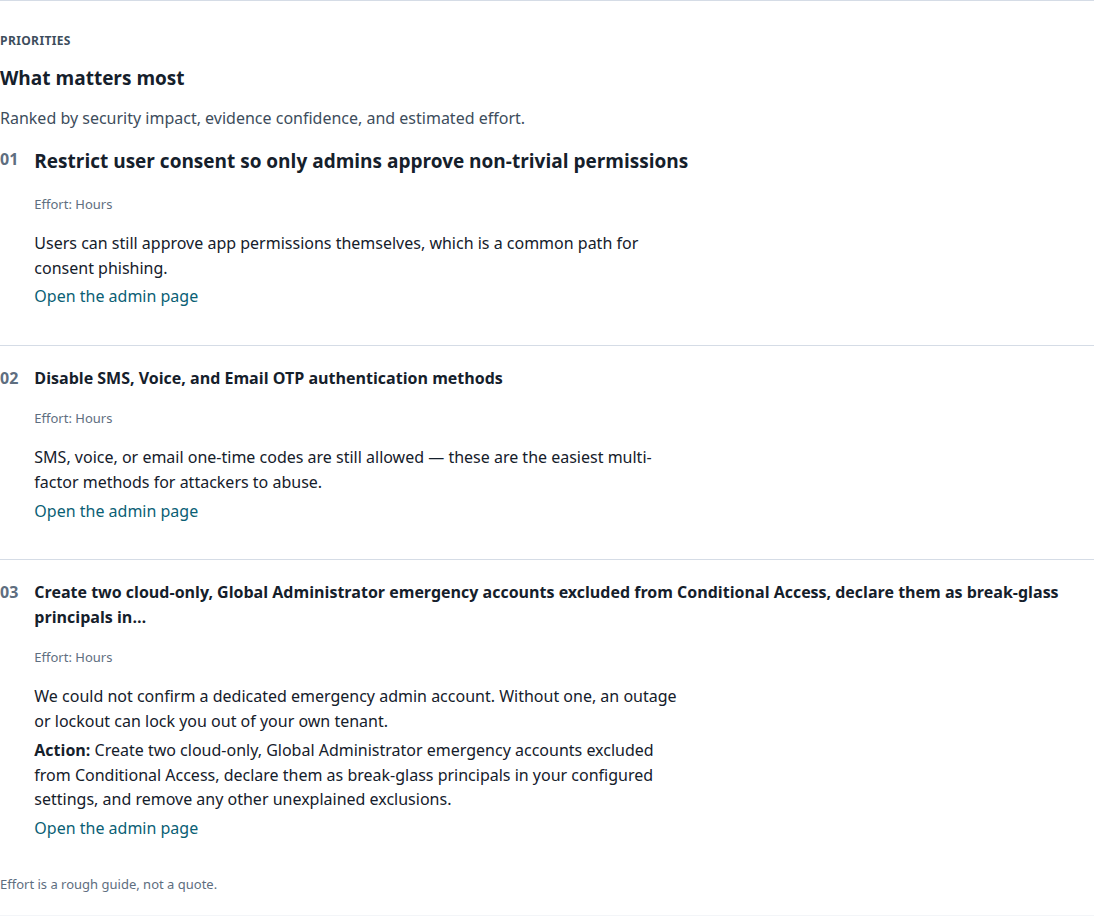 PRIORITIES
What matters most
Ranked by security impact, evidence confidence, and estimated effort.
01 Restrict user consent so only admins approve non-trivial permissions
Effort: Hours
Users can still approve app permissions themselves, which is a common path for
consent phishing.
Open the admin page
02 Disable SMS, Voice, and Email OTP authentication methods
Effort: Hours
SMS, voice, or email one-time codes are still allowed — these are the easiest multi-
factor methods for attackers to abuse.
Open the admin page
03 Create two cloud-only, Global Administrator emergency accounts excluded from Conditional Access, declare them as break-glass
principals in...
Effort: Hours
We could not confirm a dedicated emergency admin account. Without one, an outage
or lockout can lock you out of your own tenant.
Action: Create two cloud-only, Global Administrator emergency accounts excluded
from Conditional Access, declare them as break-glass principals in your configured
settings, and remove any other unexplained exclusions.
Open the admin page
Effort is a rough guide, not a quote.